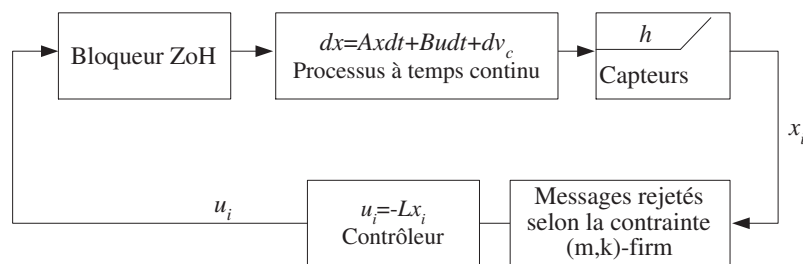 Bloqueur ZoH
dx=Axdt+Budt+dv_c
Processus à temps continu
h
Capteurs
x_i
Messages rejetés
selon la contrainte
(m,k)-firm
u_i=-Lx_i
Contrôleur
u_i